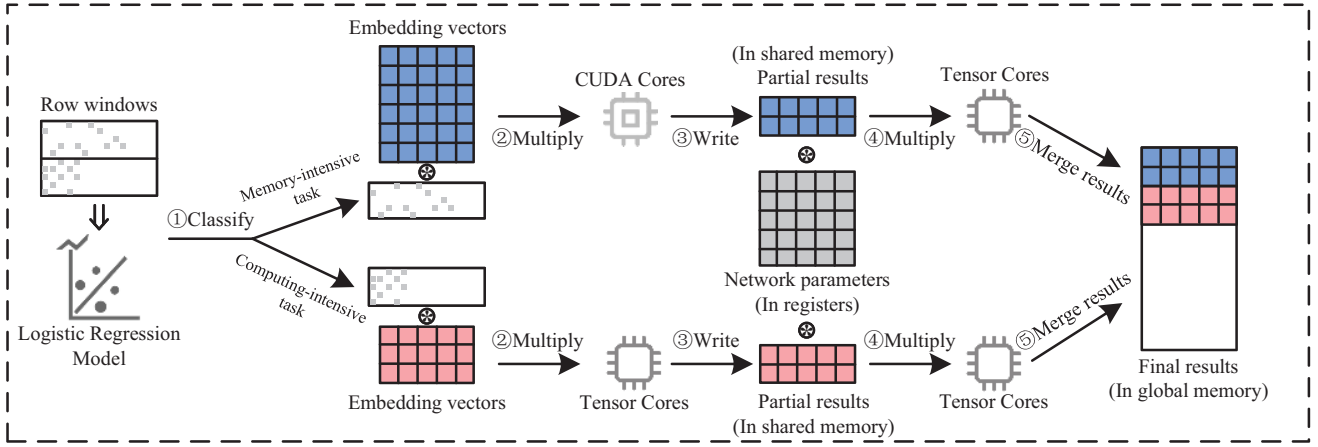 Row windows
Logistic Regression
Model
①Classify
Memory-intensive
task
Computing-intensive
task
Embedding vectors
②Multiply
CUDA Cores
③Write
(In shared memory)
Partial results
④Multiply
Tensor Cores
⑤Merge results
Network parameters
(In registers)
Embedding vectors
②Multiply
Tensor Cores
③Write
Partial results
(In shared memory)
④Multiply
Tensor Cores
⑤Merge results
Final results
(In global memory)